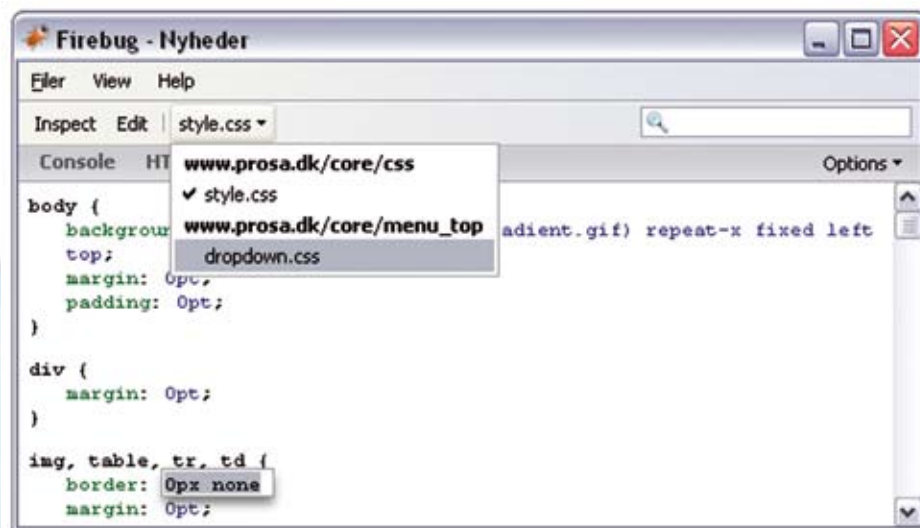 Firebug - Nyheder
Filer View Help
Inspect Edit style.css
Console Options
www.prosa.dk/core/css
✔ style.css
www.prosa.dk/core/menu_top
dropdown.css
body {
adient.gif) repeat-x fixed left
top;
margin: 0pt;
padding: 0pt;
}
div {
margin: 0pt;
}
img, table, tr, td {
border: 0px none
margin: 0pt;